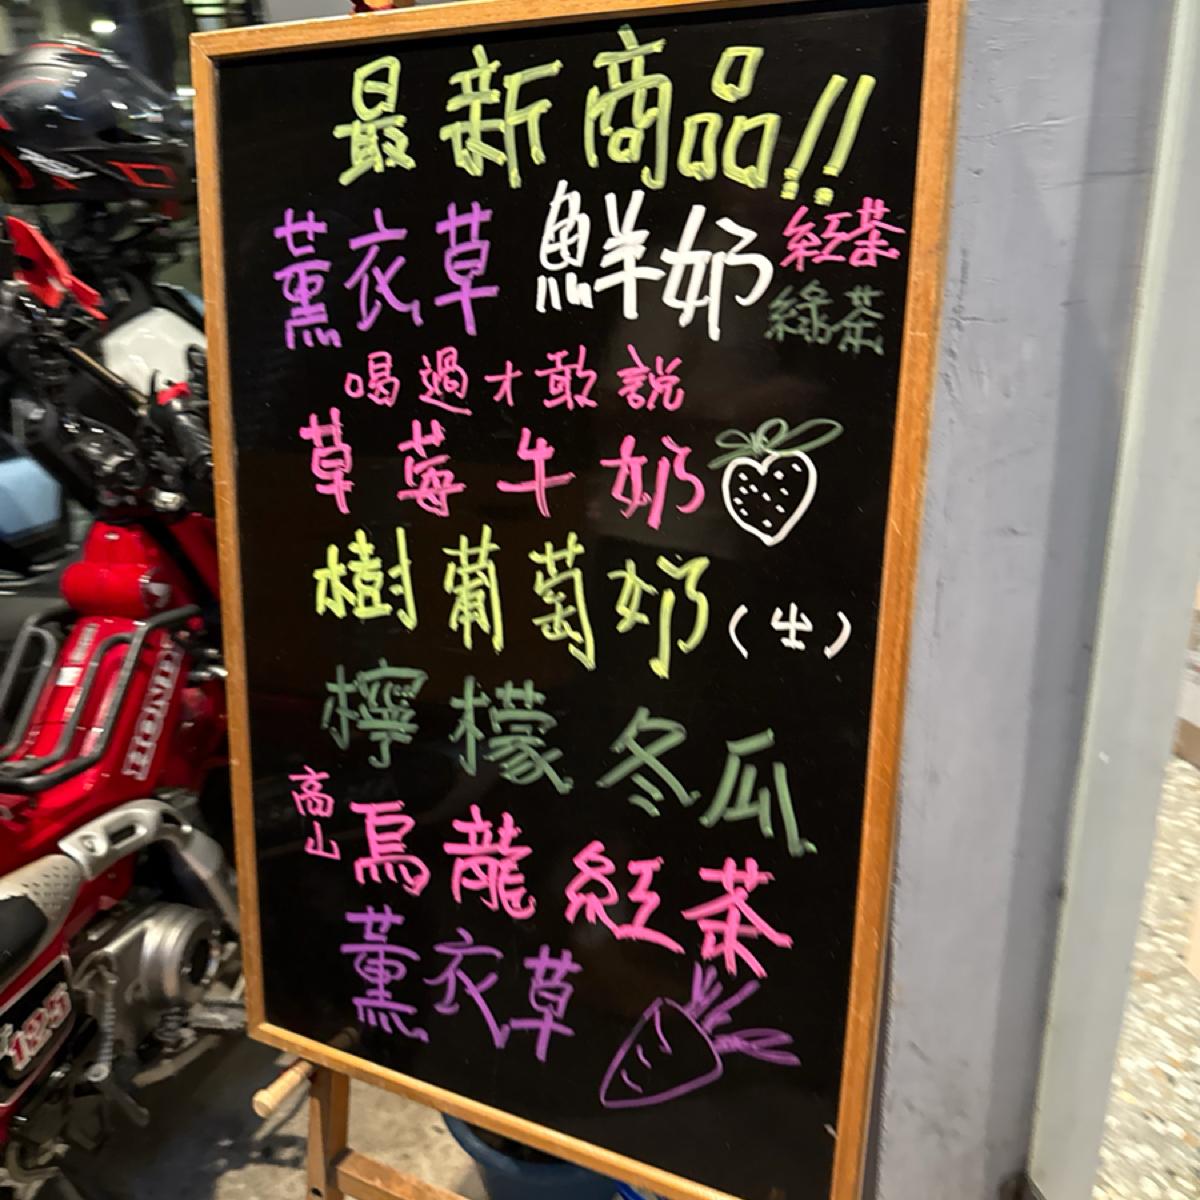 最新商品!!
薰衣草 鮮奶 紅茶
綠茶
喝過才敢說
草莓牛奶
樹葡萄奶(出)
檸檬冬瓜
高山烏龍紅茶
薰衣草